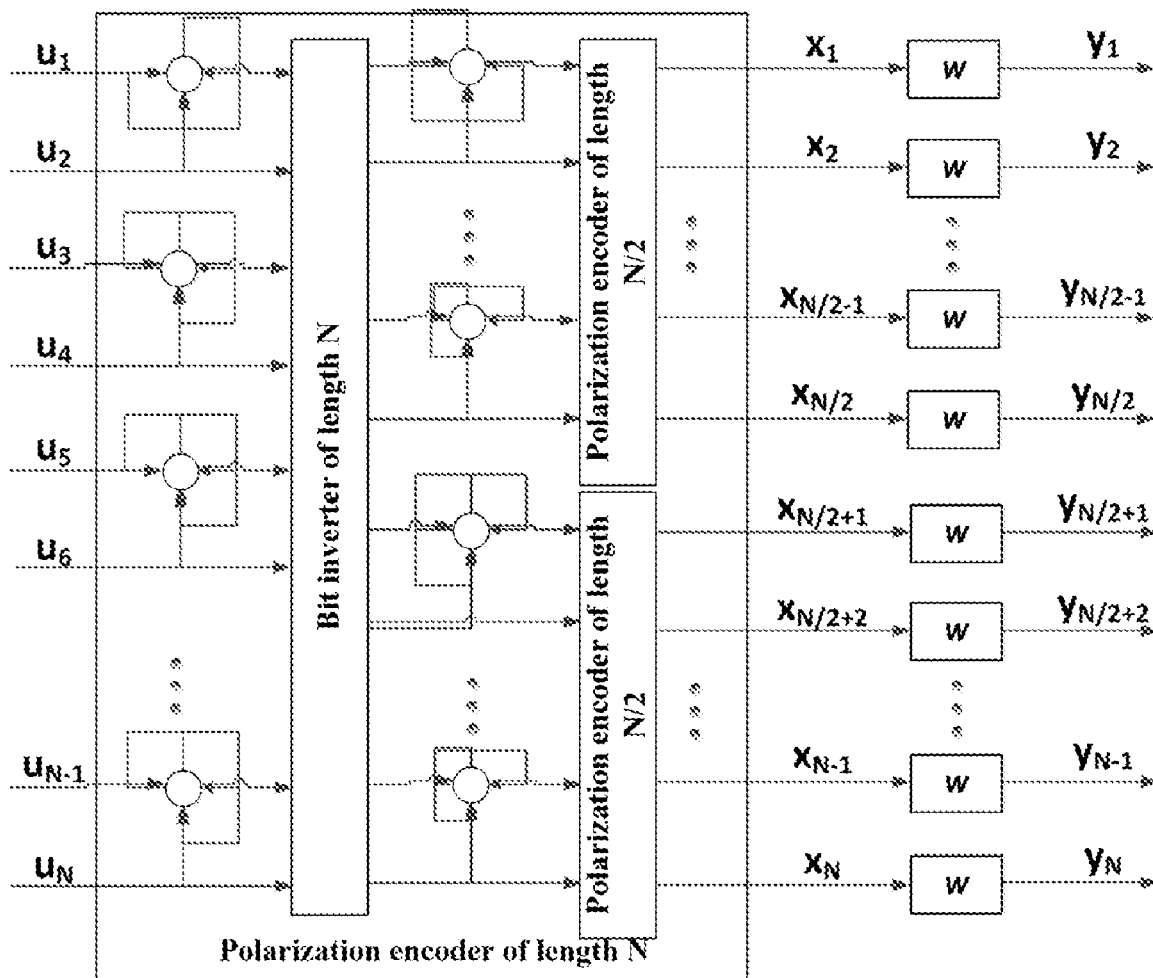 u1
u2
u3
u4
u5
u6
uN-1
uN
Bit inverter of length N
Polarization encoder of length
N/2
Polarization encoder of length
N/2
Polarization encoder of length N
x1
x2
xN/2-1
xN/2
xN/2+1
xN/2+2
xN-1
xN
W
W
W
W
W
W
W
W
y1
y2
yN/2-1
yN/2
yN/2+1
yN/2+2
yN-1
yN